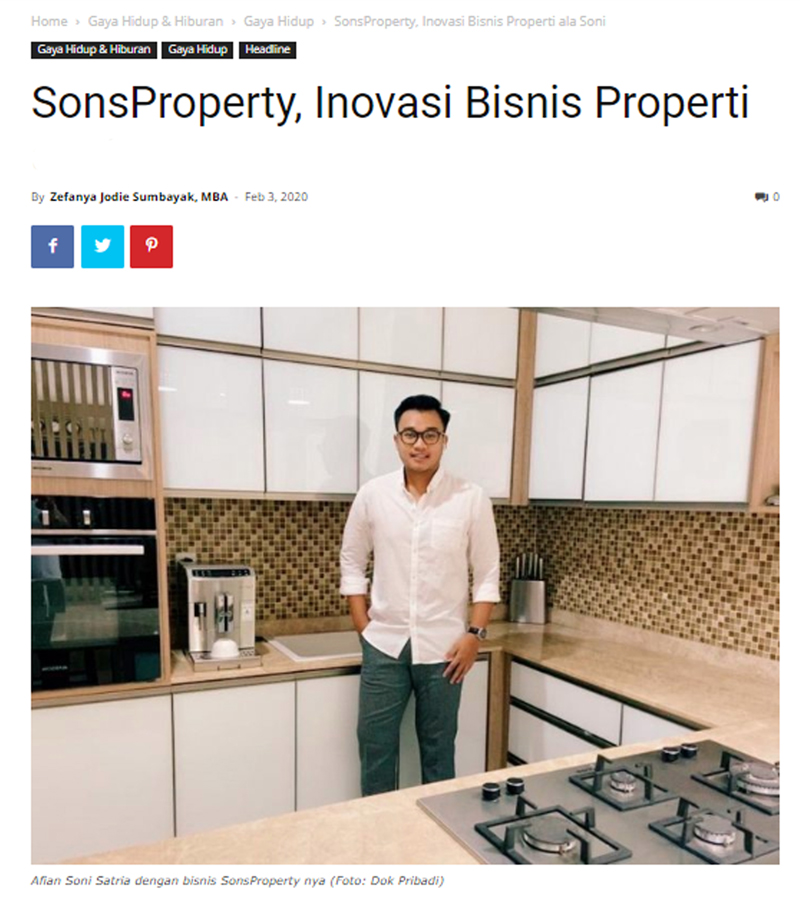 Home › Gaya Hidup & Hiburan › Gaya Hidup › SonsProperty, Inovasi Bisnis Properti ala Soni
Gaya Hidup & Hiburan Gaya Hidup Headline
SonsProperty, Inovasi Bisnis Properti
By Zefanya Jodie Sumbayak, MBA - Feb 3, 2020 0
Afian Soni Satria dengan bisnis SonsProperty nya (Foto: Dok Pribadi)